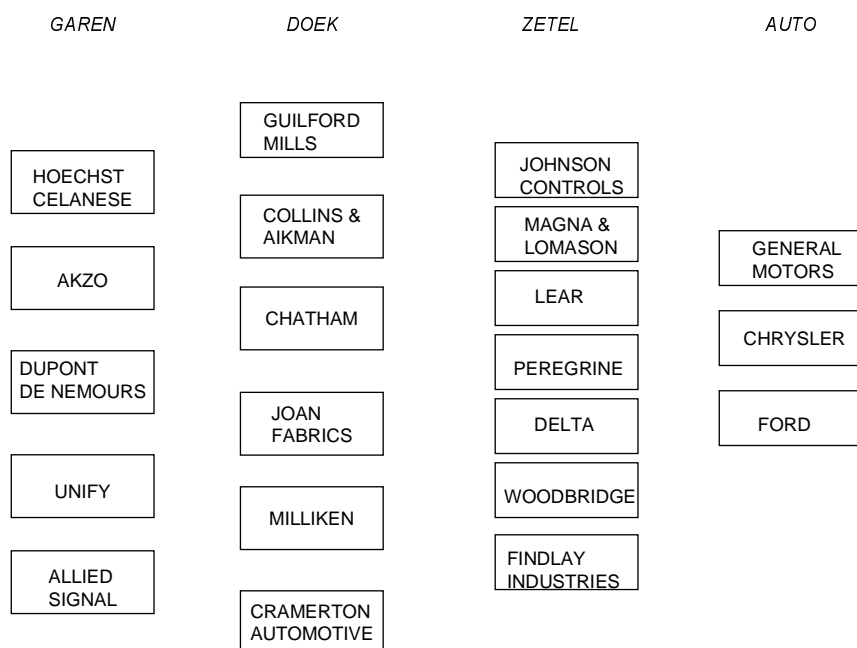 GAREN
DOEK
ZETEL
AUTO
HOECHST
CELANESE
AKZO
DUPONT
DE NEMOURS
UNIFY
ALLIED
SIGNAL
GUILFORD
MILLS
COLLINS &
AIKMAN
CHATHAM
JOAN
FABRICS
MILLIKEN
CRAMERTON
AUTOMOTIVE
JOHNSON
CONTROLS
MAGNA &
LOMASON
LEAR
PEREGRINE
DELTA
WOODBRIDGE
FINDLAY
INDUSTRIES
GENERAL
MOTORS
CHRYSLER
FORD